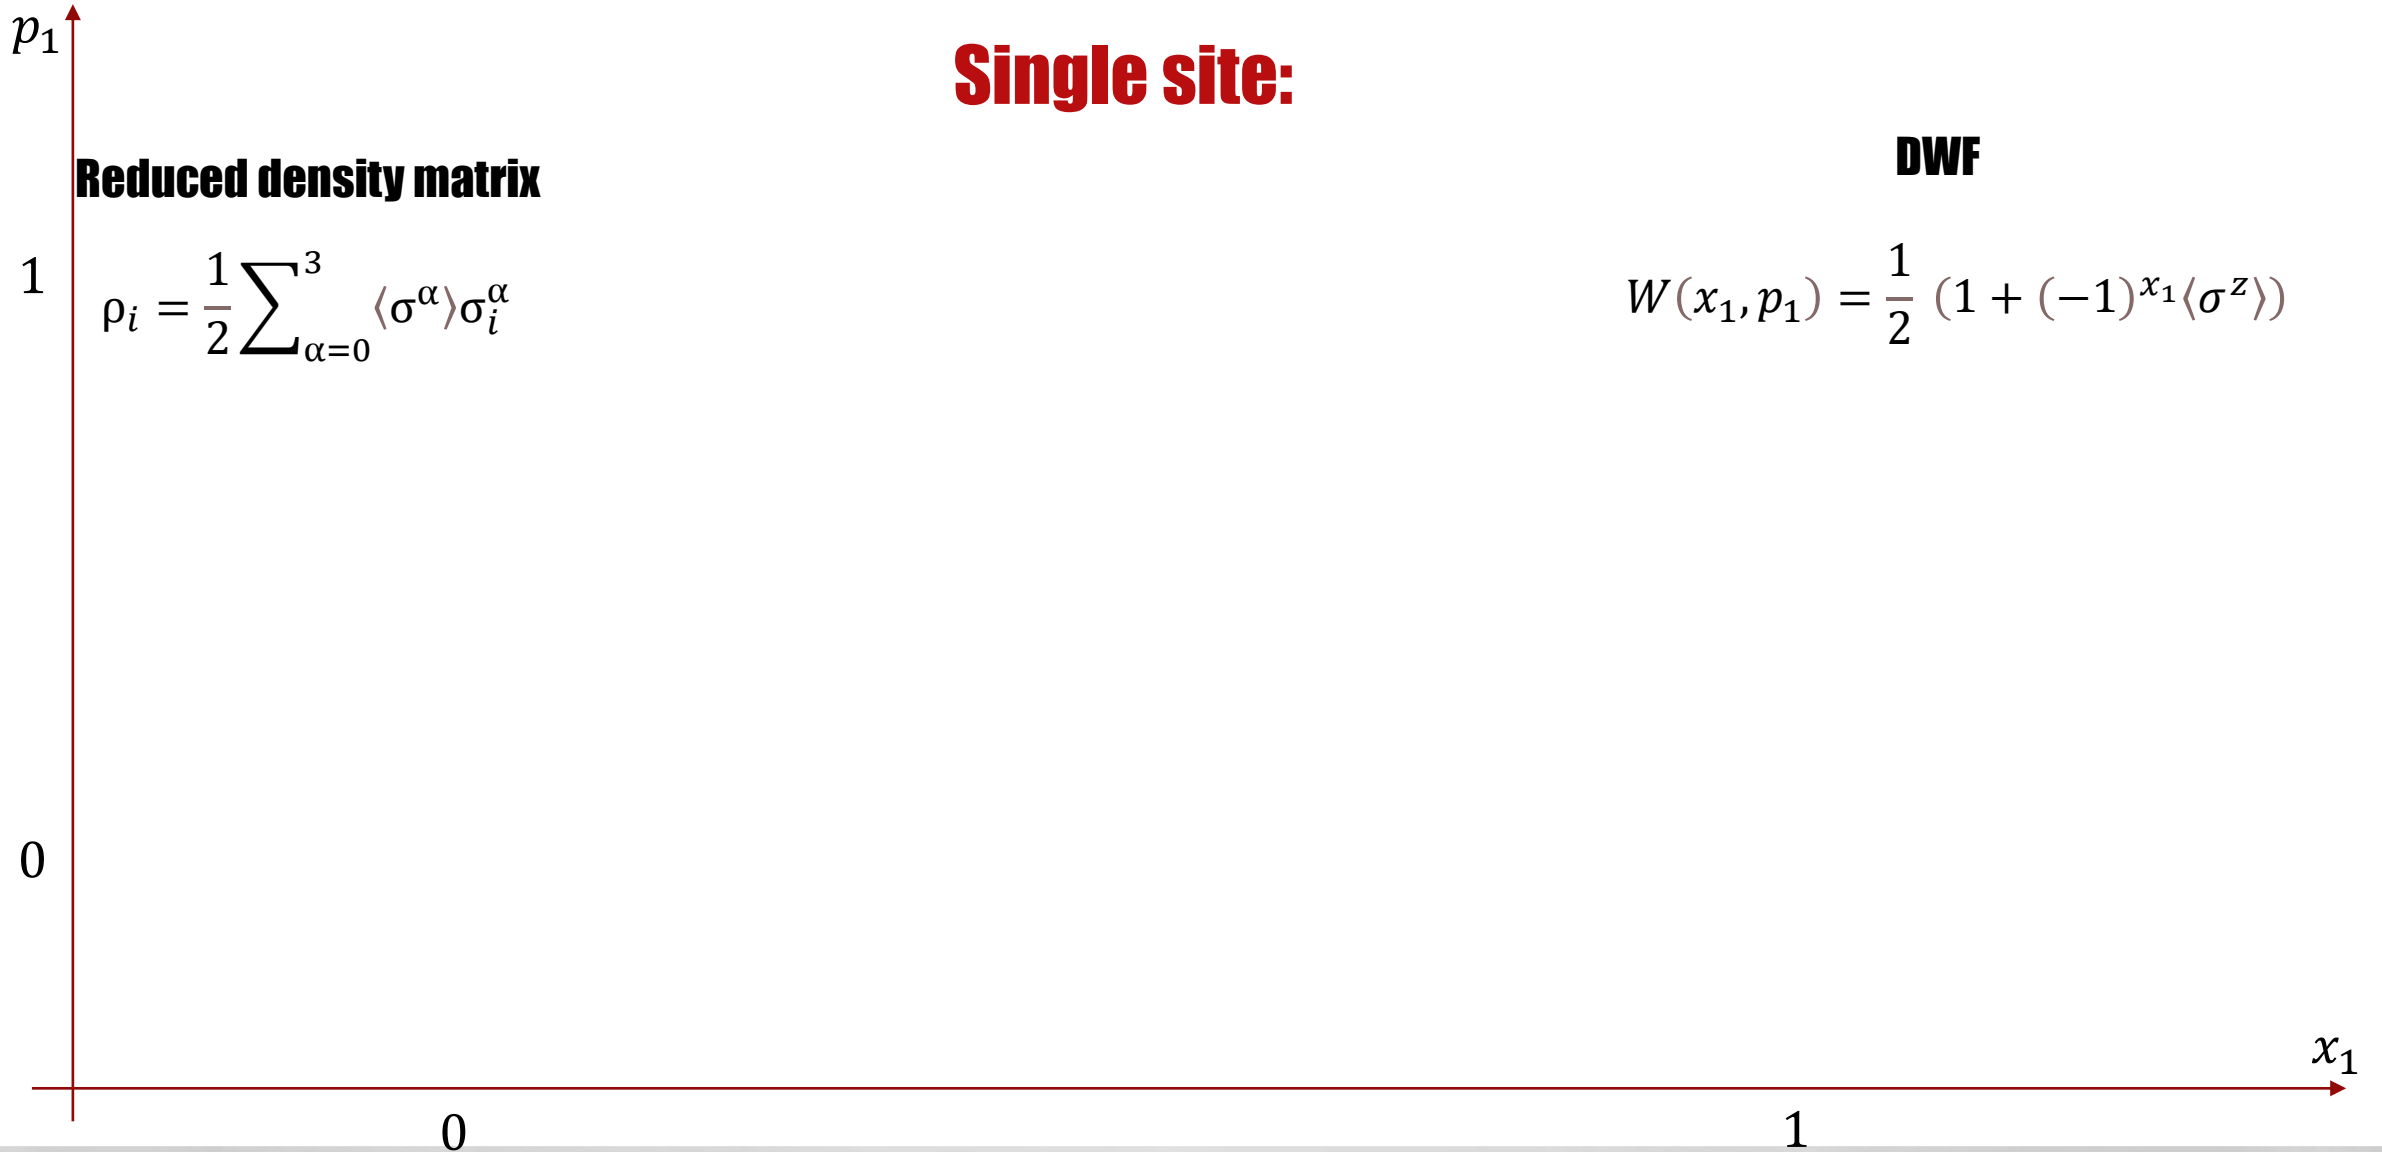 p₁
Single site:
DWF
Reduced density matrix
1
ρᵢ = 1/2 ∑³_{α=0} ⟨σ^α⟩σᵢ^α
W(x₁, p₁) = 1/2 (1 + (−1)^{x₁}⟨σ^z⟩)
0
x₁
0
1